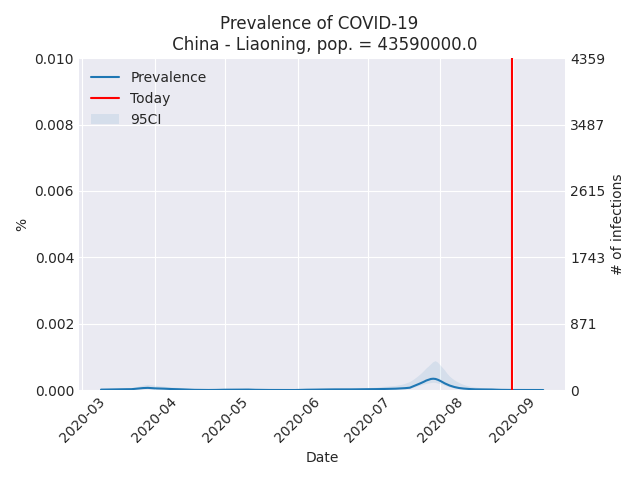 Prevalence of COVID-19
China - Liaoning, pop. = 43590000.0
Prevalence
Today
95CI
0.010
0.008
0.006
0.004
0.002
0.000
%
4359
3487
2615
1743
871
0
# of infections
2020-03
2020-04
2020-05
2020-06
2020-07
2020-08
2020-09
Date